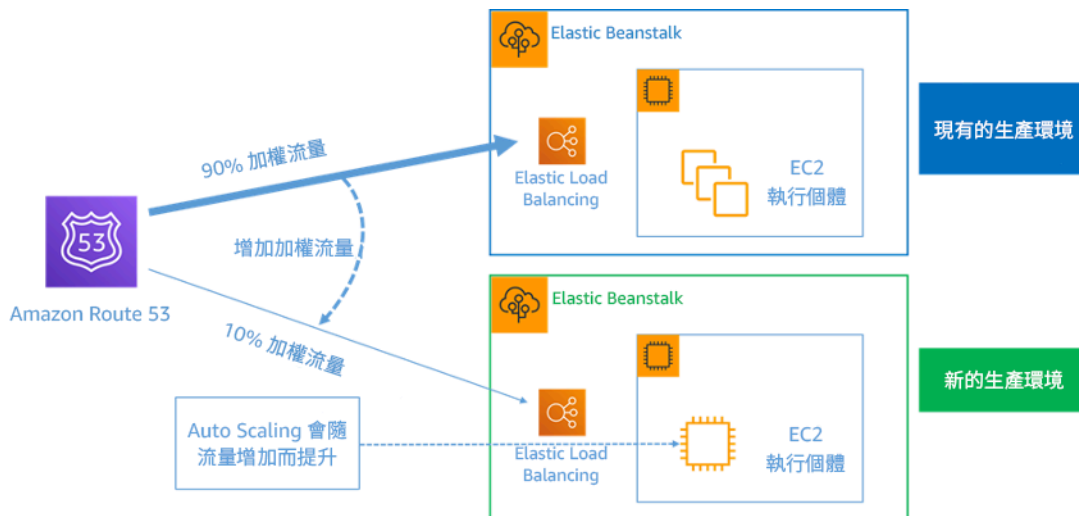 Elastic Beanstalk
現有的生產環境
90% 加權流量
Elastic Load
Balancing
EC2
執行個體
53
增加加權流量
Amazon Route 53
Elastic Beanstalk
10% 加權流量
新的生產環境
Auto Scaling 會隨
流量增加而提升
Elastic Load
Balancing
EC2
執行個體